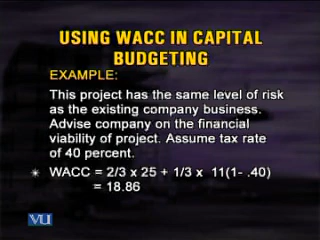 USING WACC IN CAPITAL
BUDGETING
EXAMPLE:
This project has the same level of risk
as the existing company business.
Advise company on the financial
viability of project. Assume tax rate
of 40 percent.
✶ WACC = 2/3 x 25 + 1/3 x 11(1- .40)
= 18.86
VU